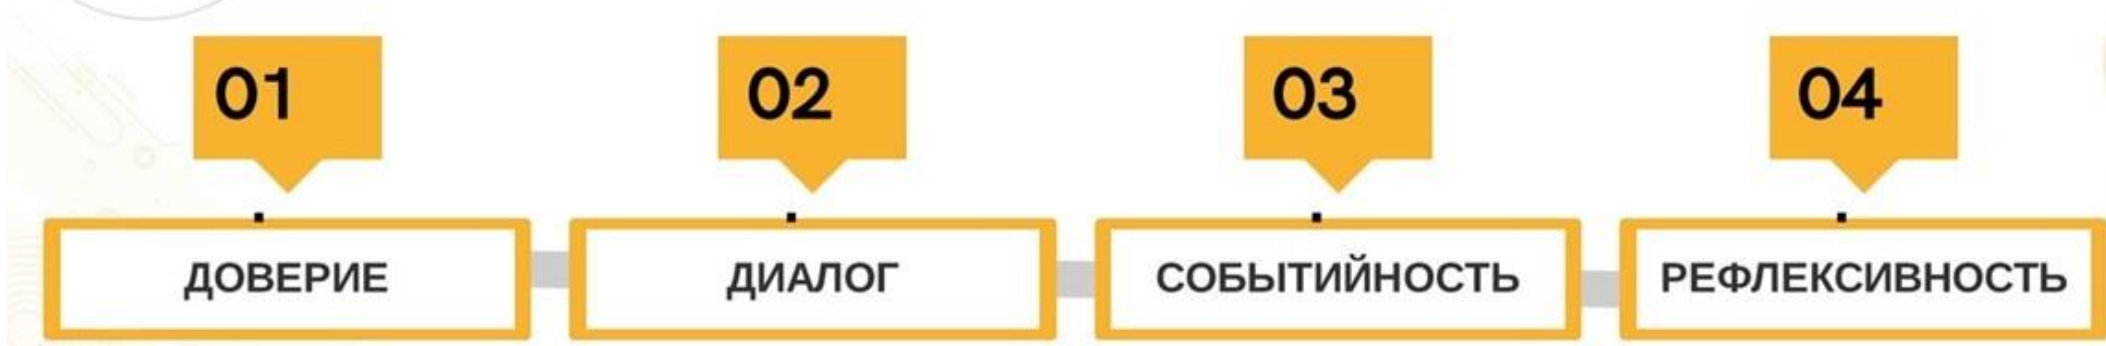 01
02
03
04
ДОВЕРИЕ
ДИАЛОГ
СОБЫТИЙНОСТЬ
РЕФЛЕКСИВНОСТЬ